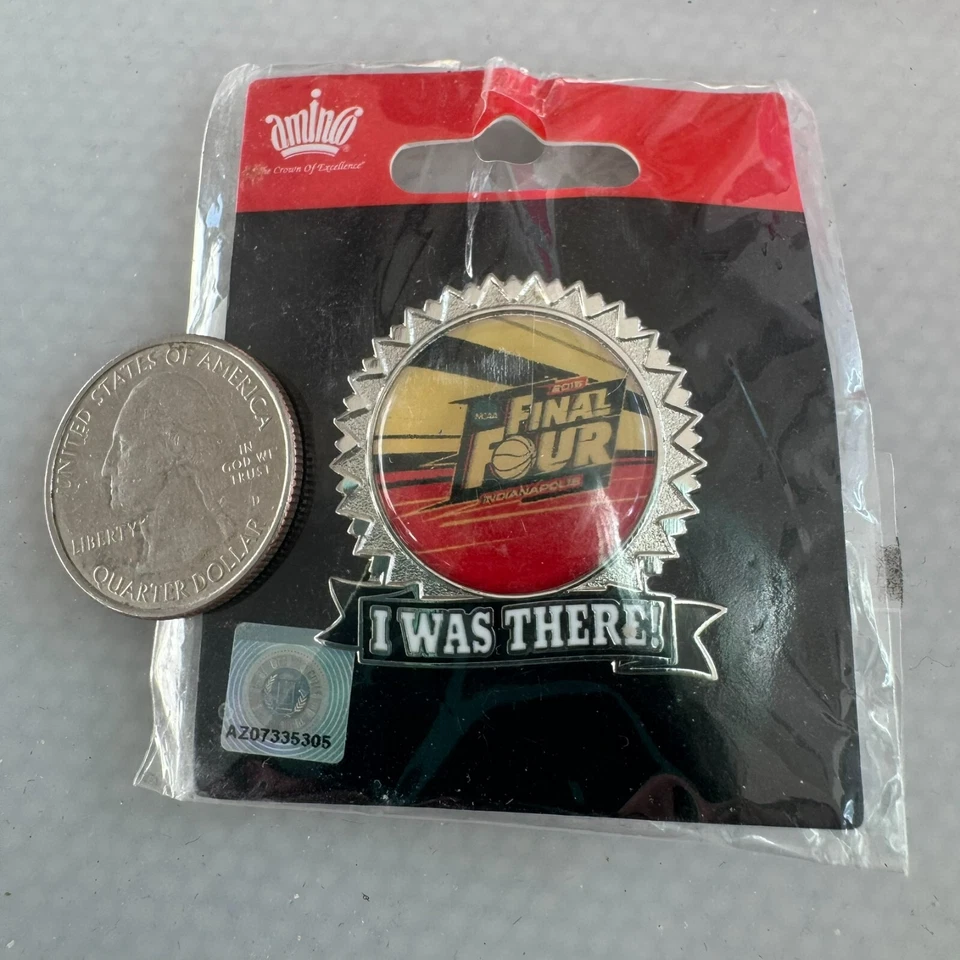 aminco
"The Crown Of Excellence"
UNITED STATES OF AMERICA
IN
GOD WE
TRUST
D
LIBERTY
QUARTER DOLLAR
2015
NCAA
FINAL
FOUR
INDIANAPOLIS
I WAS THERE!
AZ07335305